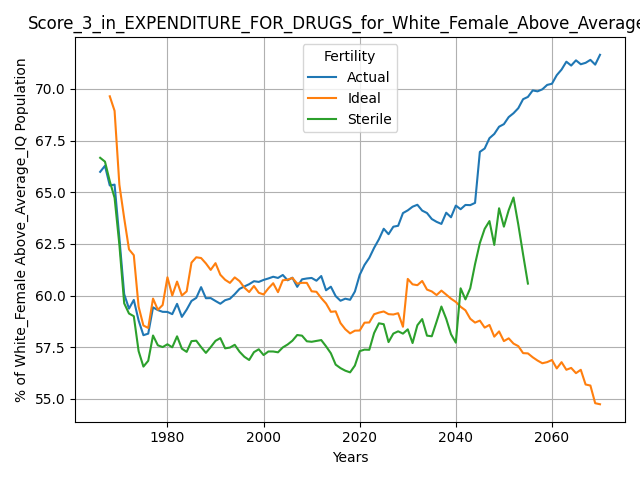 Score_3_in_EXPENDITURE_FOR_DRUGS_for_White_Female_Above_Average
Fertility
Actual
Ideal
Sterile
% of White_Female Above_Average_IQ Population
70.0
67.5
65.0
62.5
60.0
57.5
55.0
1980
2000
2020
2040
2060
Years